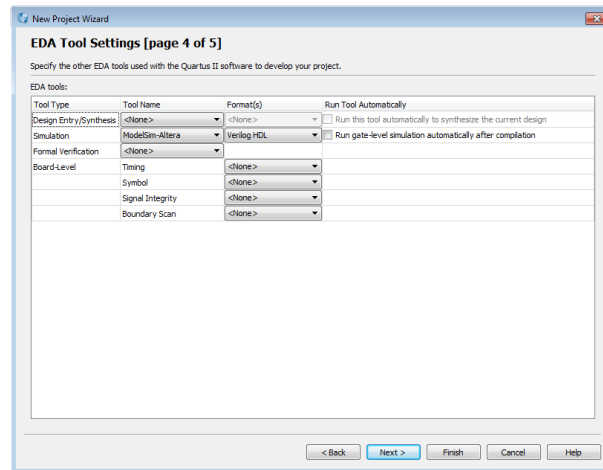 New Project Wizard
EDA Tool Settings [page 4 of 5]
Specify the other EDA tools used with the Quartus II software to develop your project.
EDA tools:
Tool Type Tool Name Format(s) Run Tool Automatically
Design Entry/Synthesis <None> <None> Run this tool automatically to synthesize the current design
Simulation ModelSim-Altera Verilog HDL Run gate-level simulation automatically after compilation
Formal Verification <None>
Board-Level Timing <None>
Symbol <None>
Signal Integrity <None>
Boundary Scan <None>
< Back Next > Finish Cancel Help